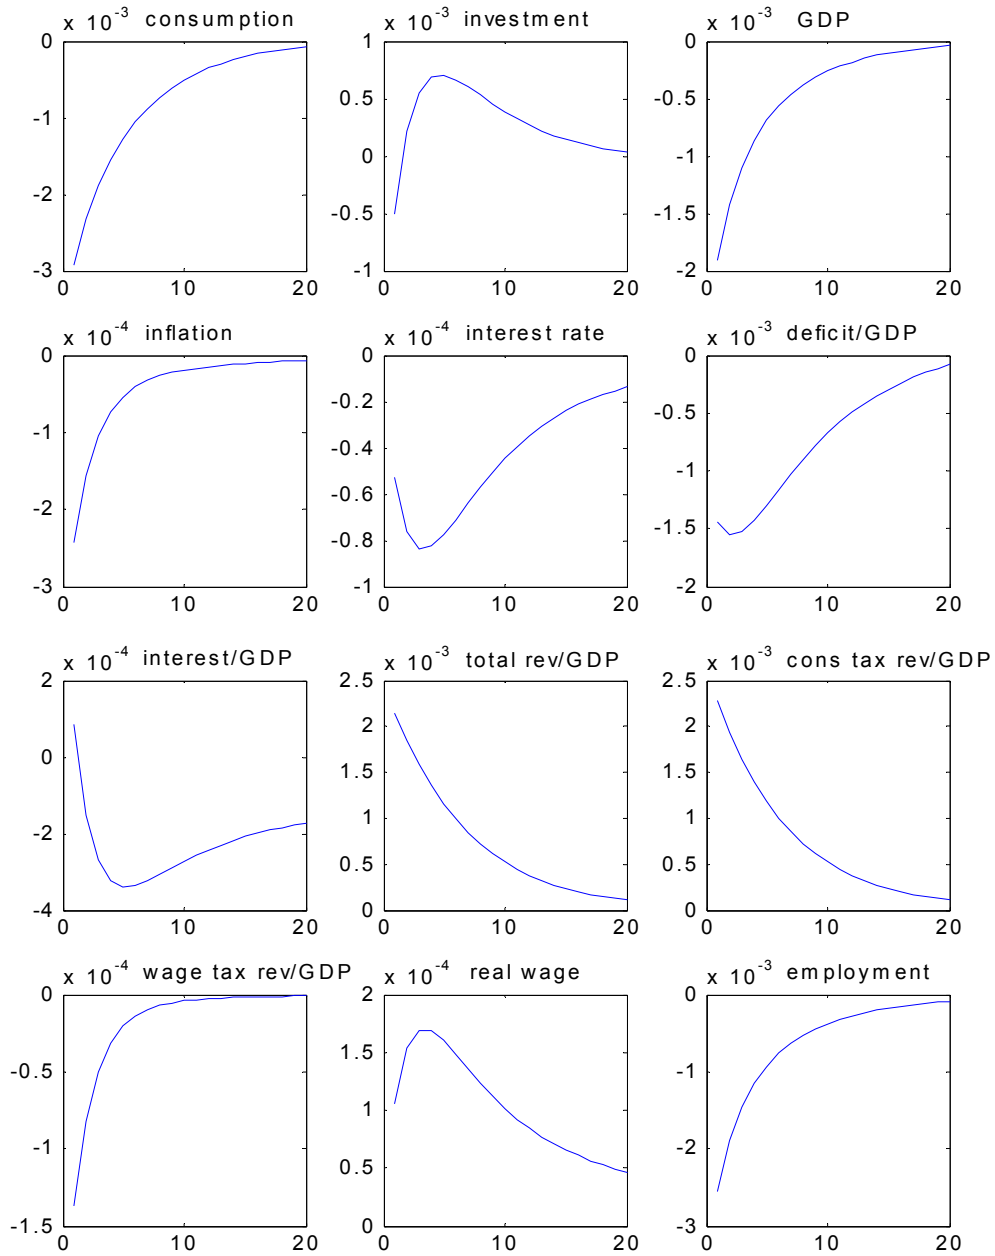 x 10-3 consumption
x 10-3 investment
x 10-3 GDP
0
-1
-2
-3
0 10 20
1
0.5
0
-0.5
-1
0 10 20
0
-0.5
-1
-1.5
-2
0 10 20
x 10-4 inflation
x 10-4 interest rate
x 10-3 deficit/GDP
0
-1
-2
-3
0 10 20
0
-0.2
-0.4
-0.6
-0.8
-1
0 10 20
0
-0.5
-1
-1.5
-2
0 10 20
x 10-4 interest/GDP
x 10-3 total rev/GDP
x 10-3 cons tax rev/GDP
2
0
-2
-4
0 10 20
2.5
2
1.5
1
0.5
0
0 10 20
2.5
2
1.5
1
0.5
0
0 10 20
x 10-4 wage tax rev/GDP
x 10-4 real wage
x 10-3 employment
0
-0.5
-1
-1.5
0 10 20
2
1.5
1
0.5
0
0 10 20
0
-1
-2
-3
0 10 20